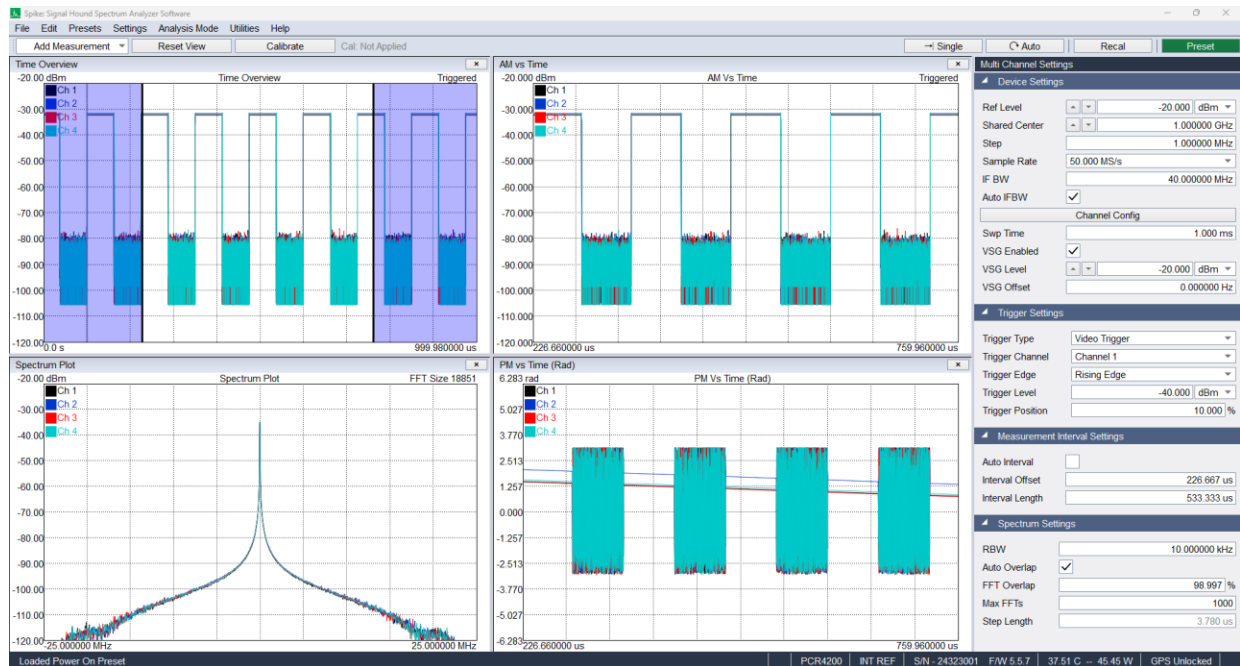 Spike: Signal Hound Spectrum Analyzer Software
File Edit Presets Settings Analysis Mode Utilities Help
Add Measurement Reset View Calibrate Cal: Not Applied Single Auto Recal Preset
Time Overview
-20.00 dBm Time Overview Triggered
Ch 1
Ch 2
Ch 3
Ch 4
-30.00
-40.00
-50.00
-60.00
-70.00
-80.00
-90.00
-100.00
-110.00
-120.00
0.0 s 999.980000 us
AM vs Time
-20.000 dBm AM Vs Time Triggered
Ch 1
Ch 2
Ch 3
Ch 4
-30.000
-40.000
-50.000
-60.000
-70.000
-80.000
-90.000
-100.000
-110.000
-120.000
226.660000 us 759.960000 us
Spectrum Plot
-20.00 dBm Spectrum Plot FFT Size 18851
Ch 1
Ch 2
Ch 3
Ch 4
-30.00
-40.00
-50.00
-60.00
-70.00
-80.00
-90.00
-100.00
-110.00
-120.00
-25.000000 MHz 25.000000 MHz
PM vs Time (Rad)
6.283 rad PM Vs Time (Rad)
Ch 1
Ch 2
Ch 3
Ch 4
5.027
3.770
2.513
1.257
0.000
-1.257
-2.513
-3.770
-5.027
-6.283
226.660000 us 759.960000 us
Multi Channel Settings
Device Settings
Ref Level -20.000 dBm
Shared Center 1.000000 GHz
Step 1.000000 MHz
Sample Rate 50.000 MS/s
IF BW 40.000000 MHz
Auto IFBW
Channel Config
Swp Time 1.000 ms
VSG Enabled
VSG Level -20.000 dBm
VSG Offset 0.000000 Hz
Trigger Settings
Trigger Type Video Trigger
Trigger Channel Channel 1
Trigger Edge Rising Edge
Trigger Level -40.000 dBm
Trigger Position 10.000 %
Measurement Interval Settings
Auto Interval
Interval Offset 226.667 us
Interval Length 533.333 us
Spectrum Settings
RBW 10.000000 kHz
Auto Overlap
FFT Overlap 98.997 %
Max FFTs 1000
Step Length 3.780 us
Loaded Power On Preset PCR4200 INT REF S/N - 24323001 F/W 5.5.7 37.51 C -- 45.45 W GPS Unlocked